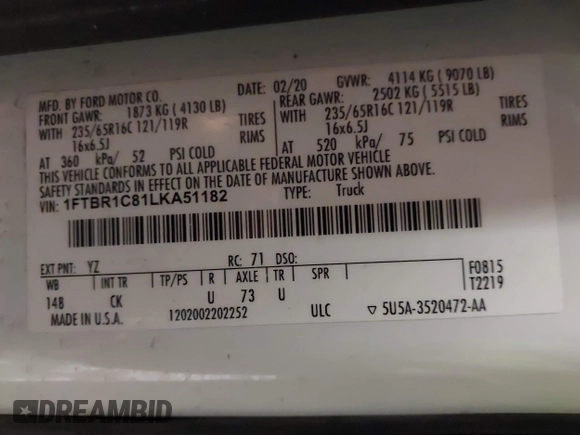 MFD. BY FORD MOTOR CO.
DATE: 02/20 GVWR: 4114 KG ( 9070 LB)
FRONT GAWR: 1873 KG ( 4130 LB)
REAR GAWR: 2502 KG ( 5515 LB)
WITH 235/65R16C 121/119R TIRES
WITH 235/65R16C 121/119R TIRES
16x6.5J RIMS
16x6.5J RIMS
AT 360 kPa/ 52 PSI COLD
AT 520 kPa/ 75 PSI COLD
THIS VEHICLE CONFORMS TO ALL APPLICABLE FEDERAL MOTOR VEHICLE
SAFETY STANDARDS IN EFFECT ON THE DATE OF MANUFACTURE SHOWN ABOVE.
VIN: 1FTBR1C81LKA51182 TYPE: Truck
EXT PNT: YZ RC: 71 DSO:
WB INT TR TP/PS R AXLE TR SPR
148 CK U 73 U
F0815
T2219
MADE IN U.S.A. 1202002202252 ULC ▽ 5U5A-3520472-AA
DREAMBID